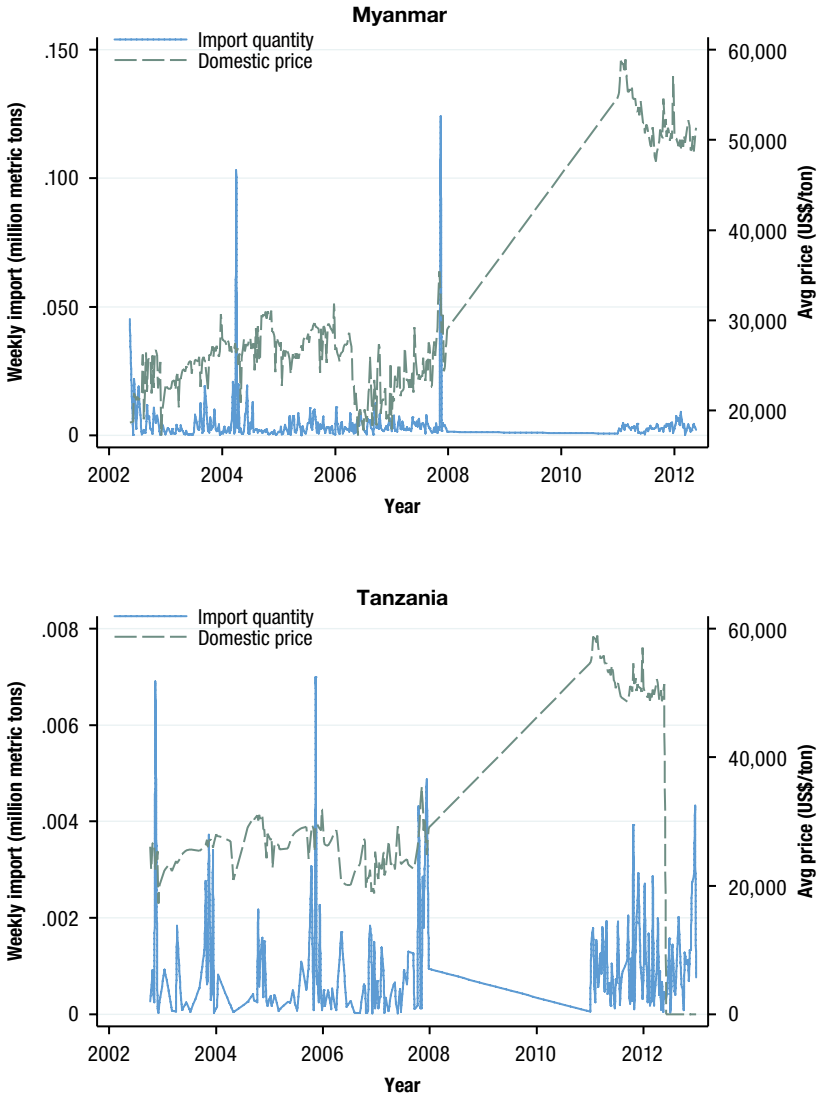 Myanmar
Import quantity
Domestic price
Weekly import (million metric tons)
.150
.100
.050
0
60,000
50,000
40,000
30,000
20,000
Avg price (US$/ton)
2002 2004 2006 2008 2010 2012
Year
Tanzania
Import quantity
Domestic price
Weekly import (million metric tons)
.008
.006
.004
.002
0
60,000
40,000
20,000
0
Avg price (US$/ton)
2002 2004 2006 2008 2010 2012
Year